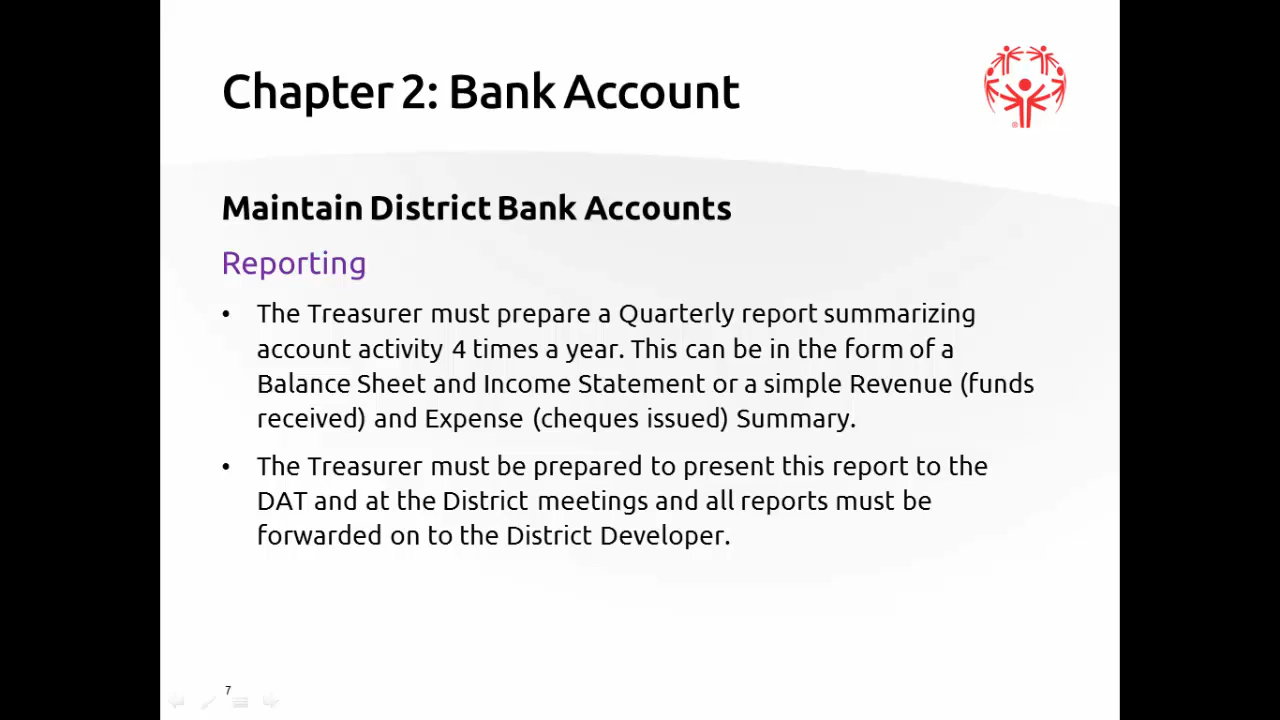 Chapter 2: Bank Account
®
Maintain District Bank Accounts
Reporting
• The Treasurer must prepare a Quarterly report summarizing
account activity 4 times a year. This can be in the form of a
Balance Sheet and Income Statement or a simple Revenue (funds
received) and Expense (cheques issued) Summary.
• The Treasurer must be prepared to present this report to the
DAT and at the District meetings and all reports must be
forwarded on to the District Developer.
7